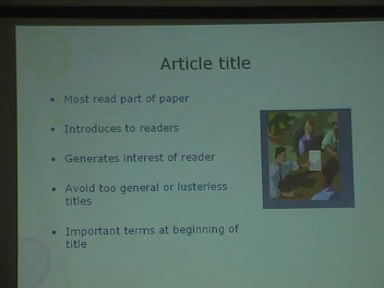 Article title
• Most read part of paper
• Introduces to readers
• Generates interest of reader
• Avoid too general or lusterless
titles
• Important terms at beginning of
title